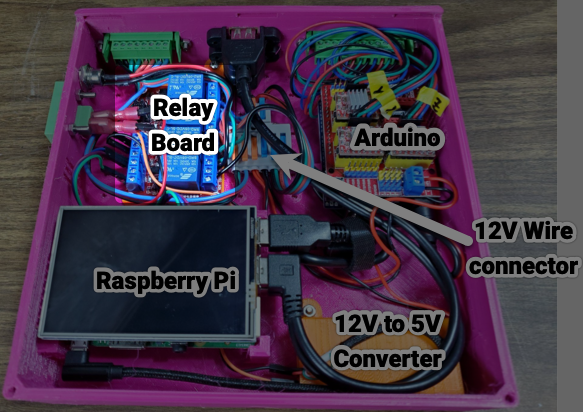 Relay
Board
Arduino
Y
Z
12V Wire
connector
Raspberry Pi
12V to 5V
Converter